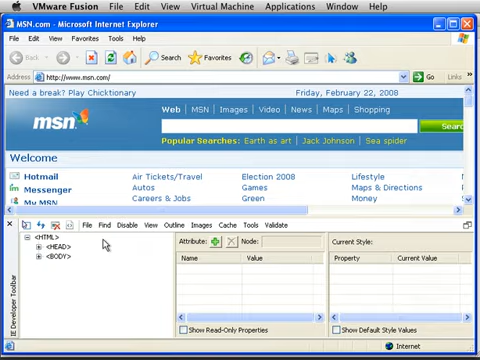 VMware Fusion File Edit View Virtual Machine Applications Window
MSN.com - Microsoft Internet Explorer
File Edit View Favorites Tools Help
Back Search Favorites
Address http://www.msn.com/ Go Links »
Need a break? Play Chicktionary Friday, February 22, 2008
Web MSN Images Video News Maps Shopping
msn
Searc
Popular Searches: Earth as art Jack Johnson Sea spider
Welcome
Hotmail Air Tickets/Travel Election 2008 Lifestyle
Messenger Autos Games Maps & Directions
My MSN Careers & Jobs Green Money
File Find Disable View Outline Images Cache Tools Validate
<HTML>
<HEAD>
<BODY>
Attribute: Node: Current Style:
Name Value Property Current Value
Show Read-Only Properties Show Default Style Values
IE Developer Toolbar
Internet